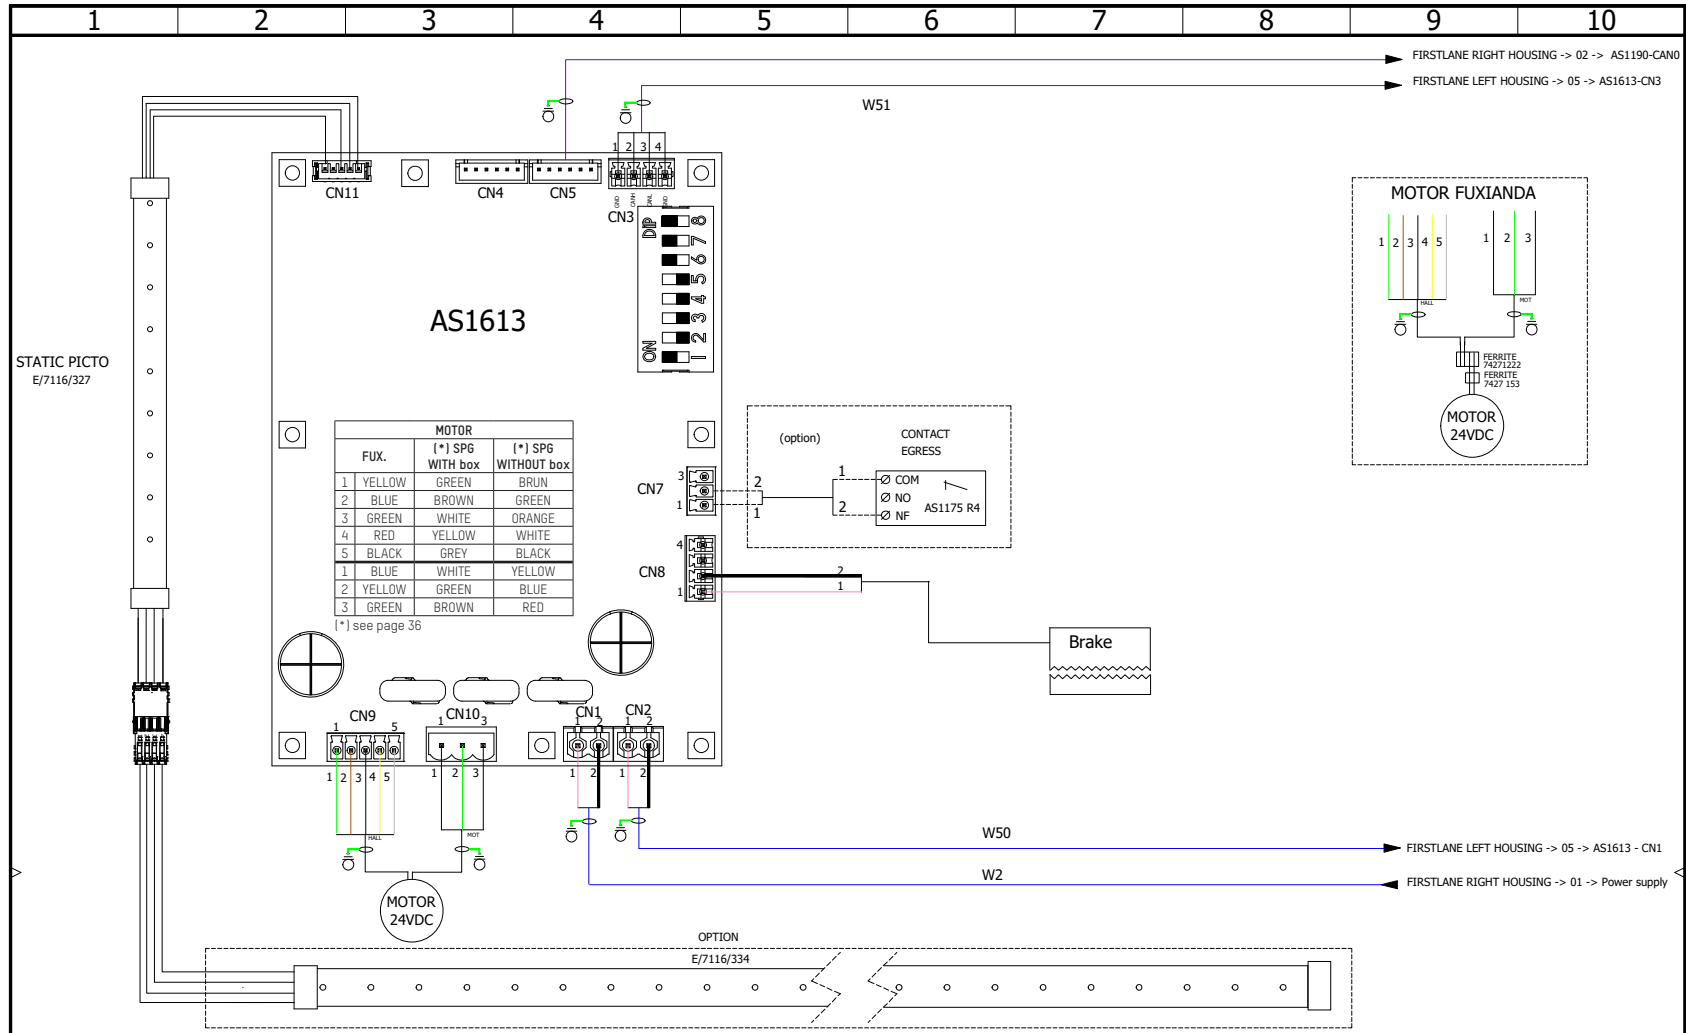 1 2 3 4 5 6 7 8 9 10
FIRSTLANE RIGHT HOUSING -> 02 -> AS1190-CAN0
FIRSTLANE LEFT HOUSING -> 05 -> AS1613-CN3
W51
1 2 3 4
CN11
CN4
CN5
GND CANH CANL GND
CN3
DIP
ON
8
7
6
5
4
3
2
1
AS1613
STATIC PICTO
E/7116/327
MOTOR FUXIANDA
1 2 3 4 5
1 2 3
HALL
MOT
FERRITE
74271222
FERRITE
7427 153
MOTOR
24VDC
MOTOR
FUX. (*) SPG WITH box (*) SPG WITHOUT box
1 YELLOW GREEN BRUN
2 BLUE BROWN GREEN
3 GREEN WHITE ORANGE
4 RED YELLOW WHITE
5 BLACK GREY BLACK
1 BLUE WHITE YELLOW
2 YELLOW GREEN BLUE
3 GREEN BROWN RED
(*) see page 36
(option)
CONTACT
EGRESS
CN7
3
1
2
1
1
2
COM
NO
NF
AS1175 R4
CN8
4
1
2
1
Brake
CN9
1 5
CN10
1 3
CN1
1 2
CN2
1 2
1 2 3 4 5
1 2 3
1 2
1 2
HALL
MOT
MOTOR
24VDC
W50
FIRSTLANE LEFT HOUSING -> 05 -> AS1613 - CN1
W2
FIRSTLANE RIGHT HOUSING -> 01 -> Power supply
OPTION
E/7116/334